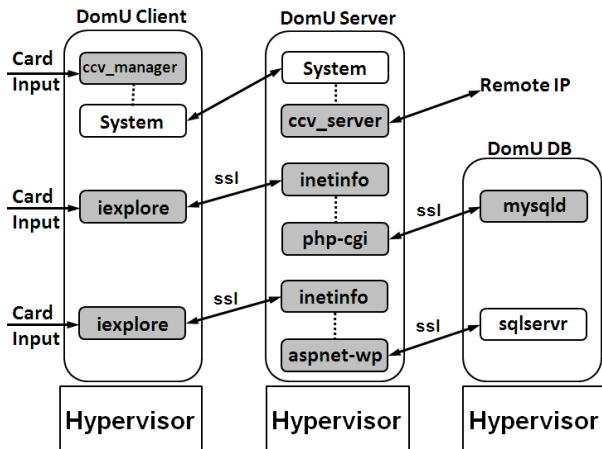 DomU Client
DomU Server
Card
Input
ccv_manager
System
System
ccv_server
Remote IP
DomU DB
Card
Input
iexplore
ssl
inetinfo
php-cgi
ssl
mysqld
Card
Input
iexplore
ssl
inetinfo
aspnet-wp
ssl
sqlservr
Hypervisor
Hypervisor
Hypervisor